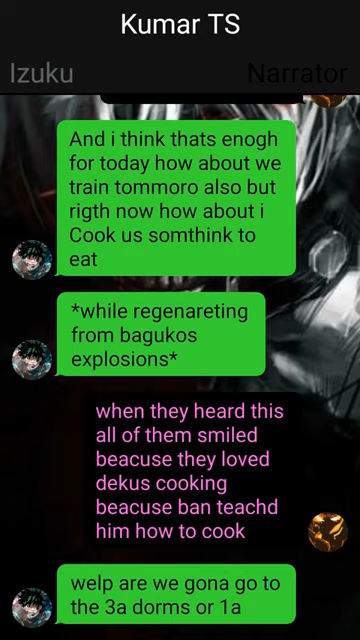 Kumar TS
Izuku
Narrator
And i think thats enogh
for today how about we
train tommoro also but
rigth now how about i
Cook us somthink to
eat
*while regenareting
from bagukos
explosions*
when they heard this
all of them smiled
beacuse they loved
dekus cooking
beacuse ban teachd
him how to cook
welp are we gona go to
the 3a dorms or 1a